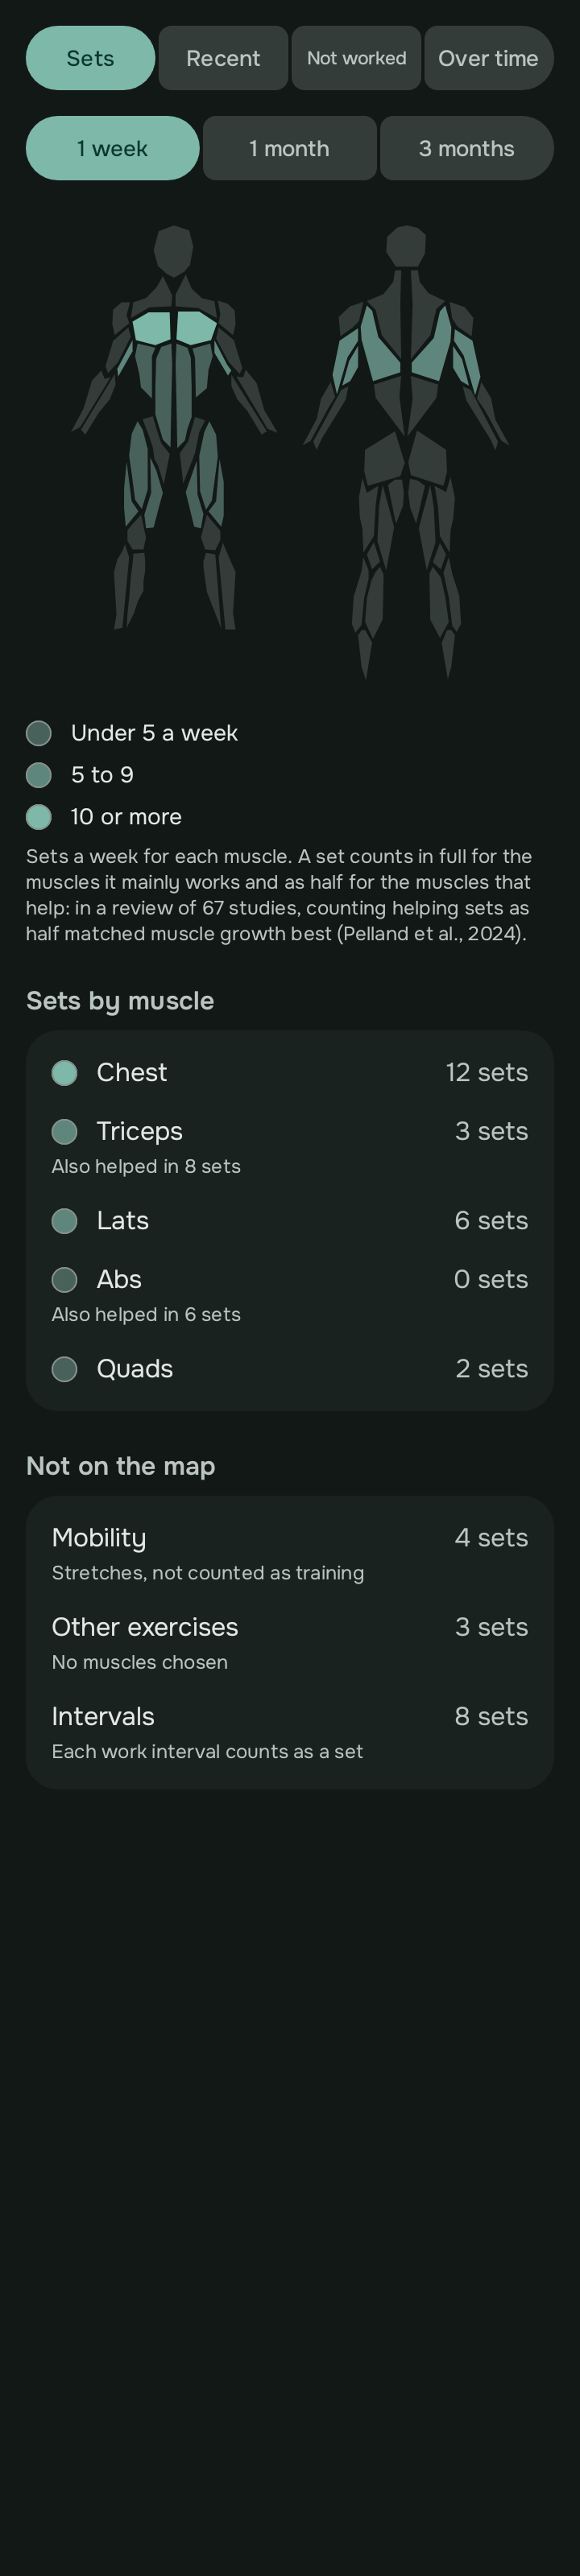 Sets
Recent
Not worked
Over time
1 week
1 month
3 months
Under 5 a week
5 to 9
10 or more
Sets a week for each muscle. A set counts in full for the
muscles it mainly works and as half for the muscles that
help: in a review of 67 studies, counting helping sets as
half matched muscle growth best (Pelland et al., 2024).
Sets by muscle
Chest 12 sets
Triceps 3 sets
Also helped in 8 sets
Lats 6 sets
Abs 0 sets
Also helped in 6 sets
Quads 2 sets
Not on the map
Mobility 4 sets
Stretches, not counted as training
Other exercises 3 sets
No muscles chosen
Intervals 8 sets
Each work interval counts as a set